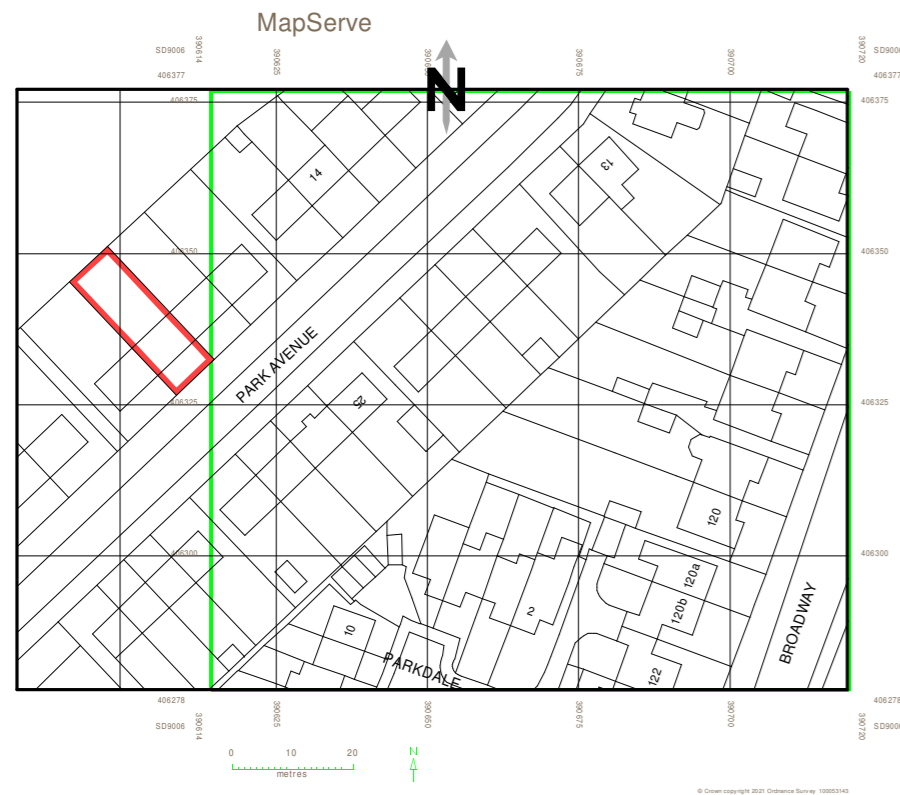 MapServe
SD9006 390614 390625 390650 390675 390700 390720 SD9006
406377 N 406377
406375 406375
14
13
406350 406350
PARK AVENUE
25
406325 406325
120
406300 406300
120a
120b
2
10
PARKDALE
122
BROADWAY
406278 406278
SD9006 390614 390625 390650 390675 390700 390720 SD9006
0 10 20
metres
N
© Crown copyright 2021 Ordnance Survey 100053143